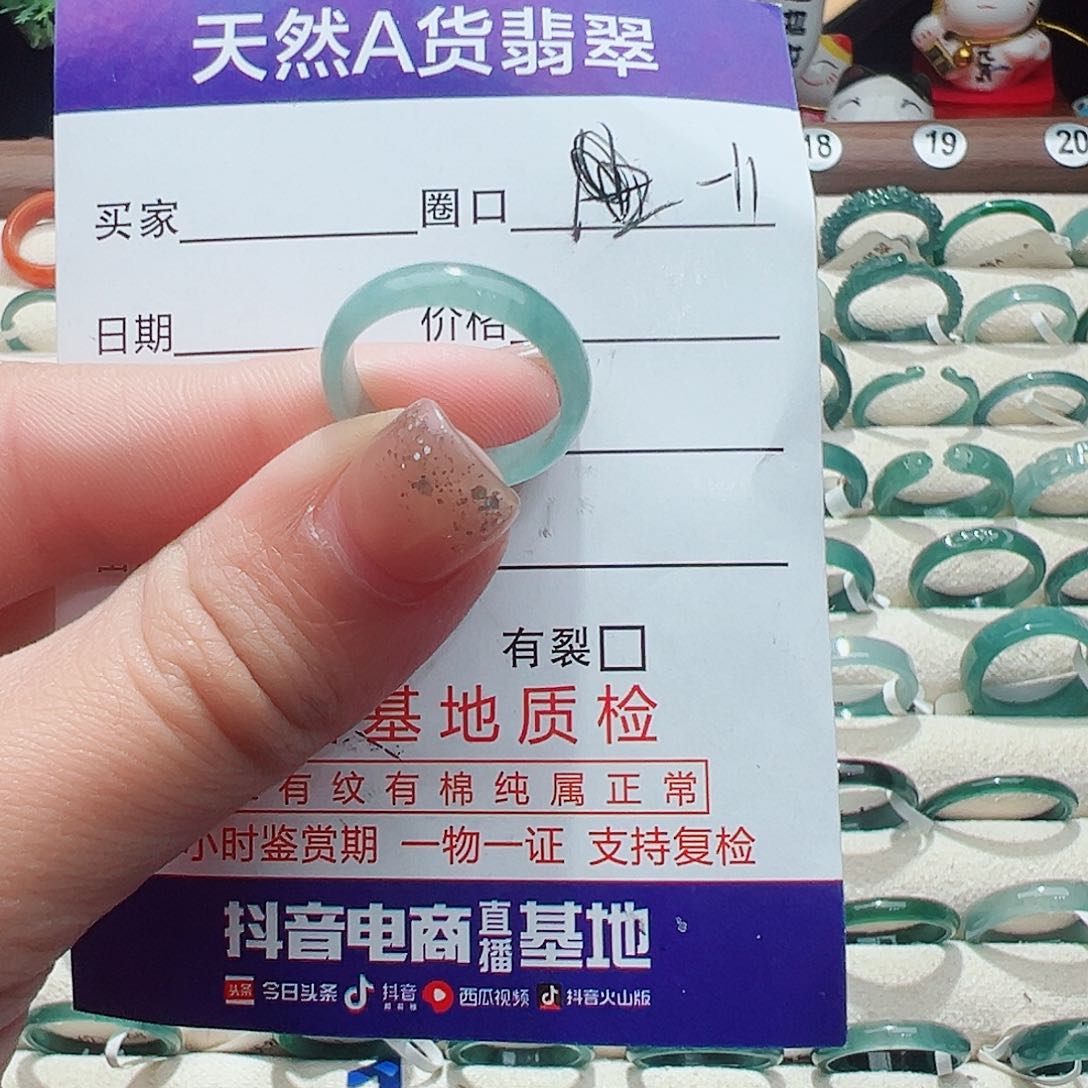 天然A货翡翠
18 19 20
买家 圈口
日期 价格
有裂
基地质检
有纹有棉纯属正常
小时鉴赏期 一物一证 支持复检
抖音电商直播基地
头条 今日头条 抖音 西瓜视频 抖音火山版